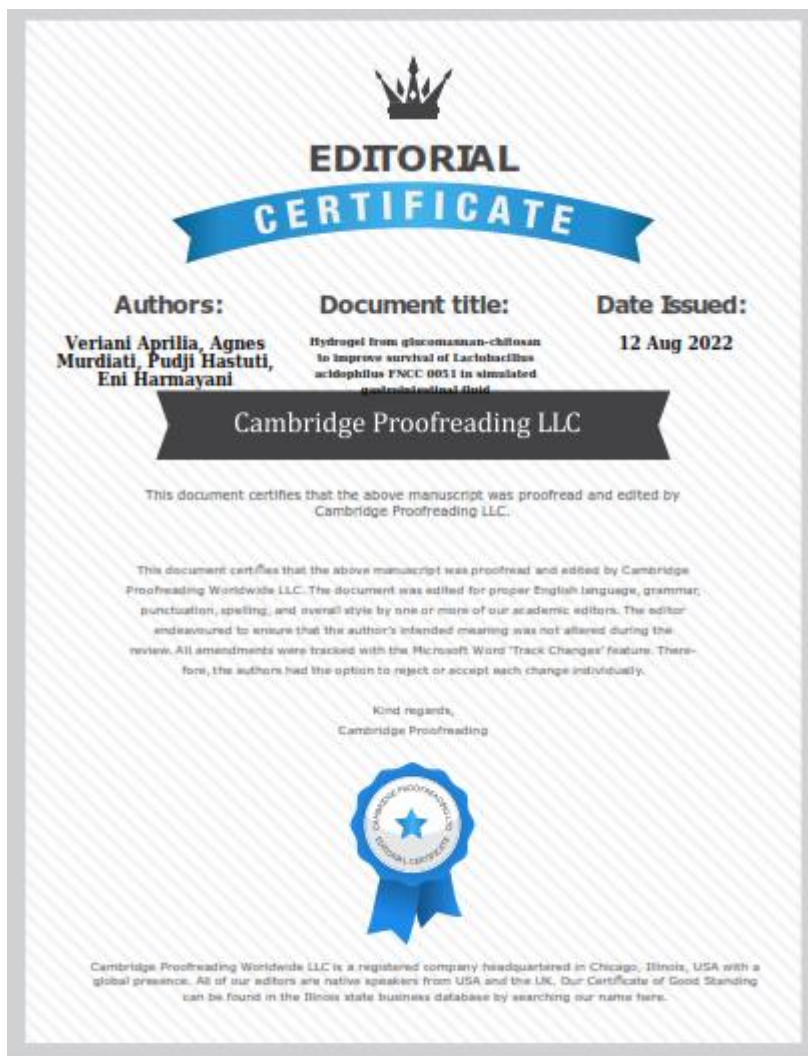 EDITORIAL
CERTIFICATE
Authors:
Veriani Aprilia, Agnes
Murdiati, Pudji Hastuti,
Eni Harmayani
Document title:
Hydrogel from glucomannan-chitosan
to improve survival of Lactobacillus
acidophilus FNCC 0051 in simulated
gastrointestinal fluid
Date Issued:
12 Aug 2022
Cambridge Proofreading LLC
This document certifies that the above manuscript was proofread and edited by
Cambridge Proofreading LLC.
This document certifies that the above manuscript was proofread and edited by Cambridge
Proofreading Worldwide LLC. The document was edited for proper English language, grammar,
punctuation, spelling, and overall style by one or more of our academic editors. The editor
endeavoured to ensure that the author's intended meaning was not altered during the
review. All amendments were tracked with the Microsoft Word 'Track Changes' feature. There-
fore, the authors had the option to reject or accept each change individually.
Kind regards,
Cambridge Proofreading
CAMBRIDGE PROOFREADING LTD
EDITORIAL CERTIFICATE
Cambridge Proofreading Worldwide LLC is a registered company headquartered in Chicago, Illinois, USA with a
global presence. All of our editors are native speakers from USA and the UK. Our Certificate of Good Standing
can be found in the Illinois state business database by searching our name here.